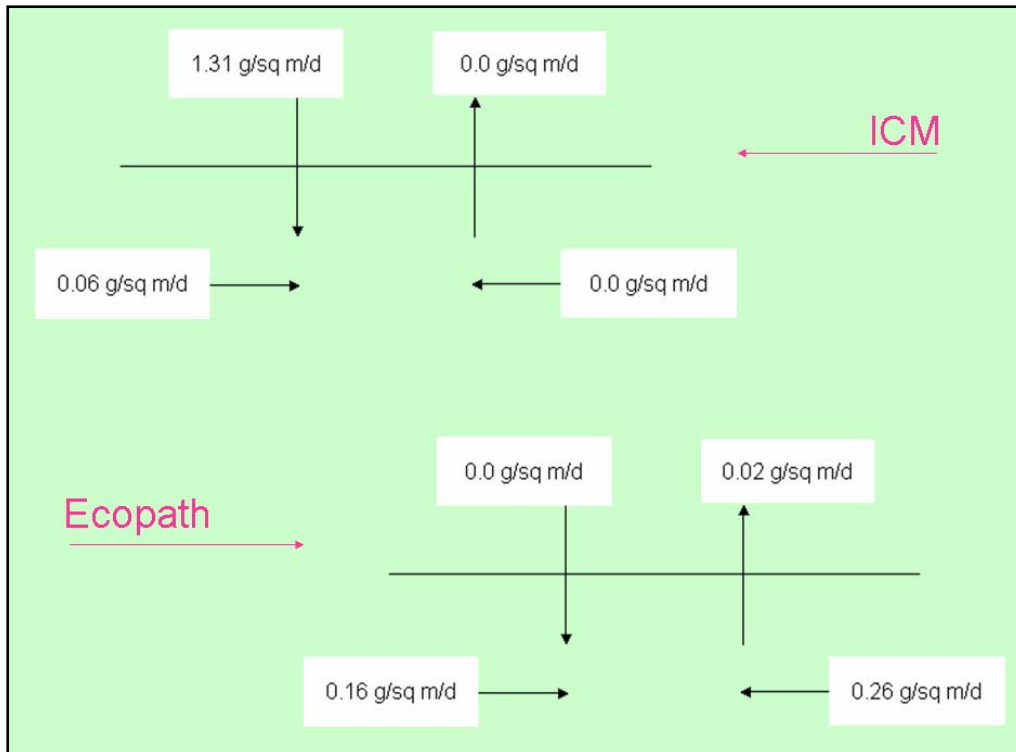 1.31 g/sq m/d
0.0 g/sq m/d
ICM
0.06 g/sq m/d
0.0 g/sq m/d
0.0 g/sq m/d
0.02 g/sq m/d
Ecopath
0.16 g/sq m/d
0.26 g/sq m/d